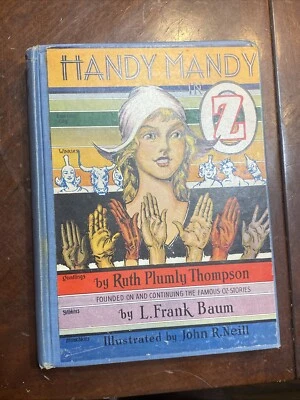 HANDY MANDY
IN
OZ
Winkies
by Ruth Plumly Thompson
FOUNDED ON AND CONTINUING THE FAMOUS OZ STORIES
by L. Frank Baum
Illustrated by John R. Neill